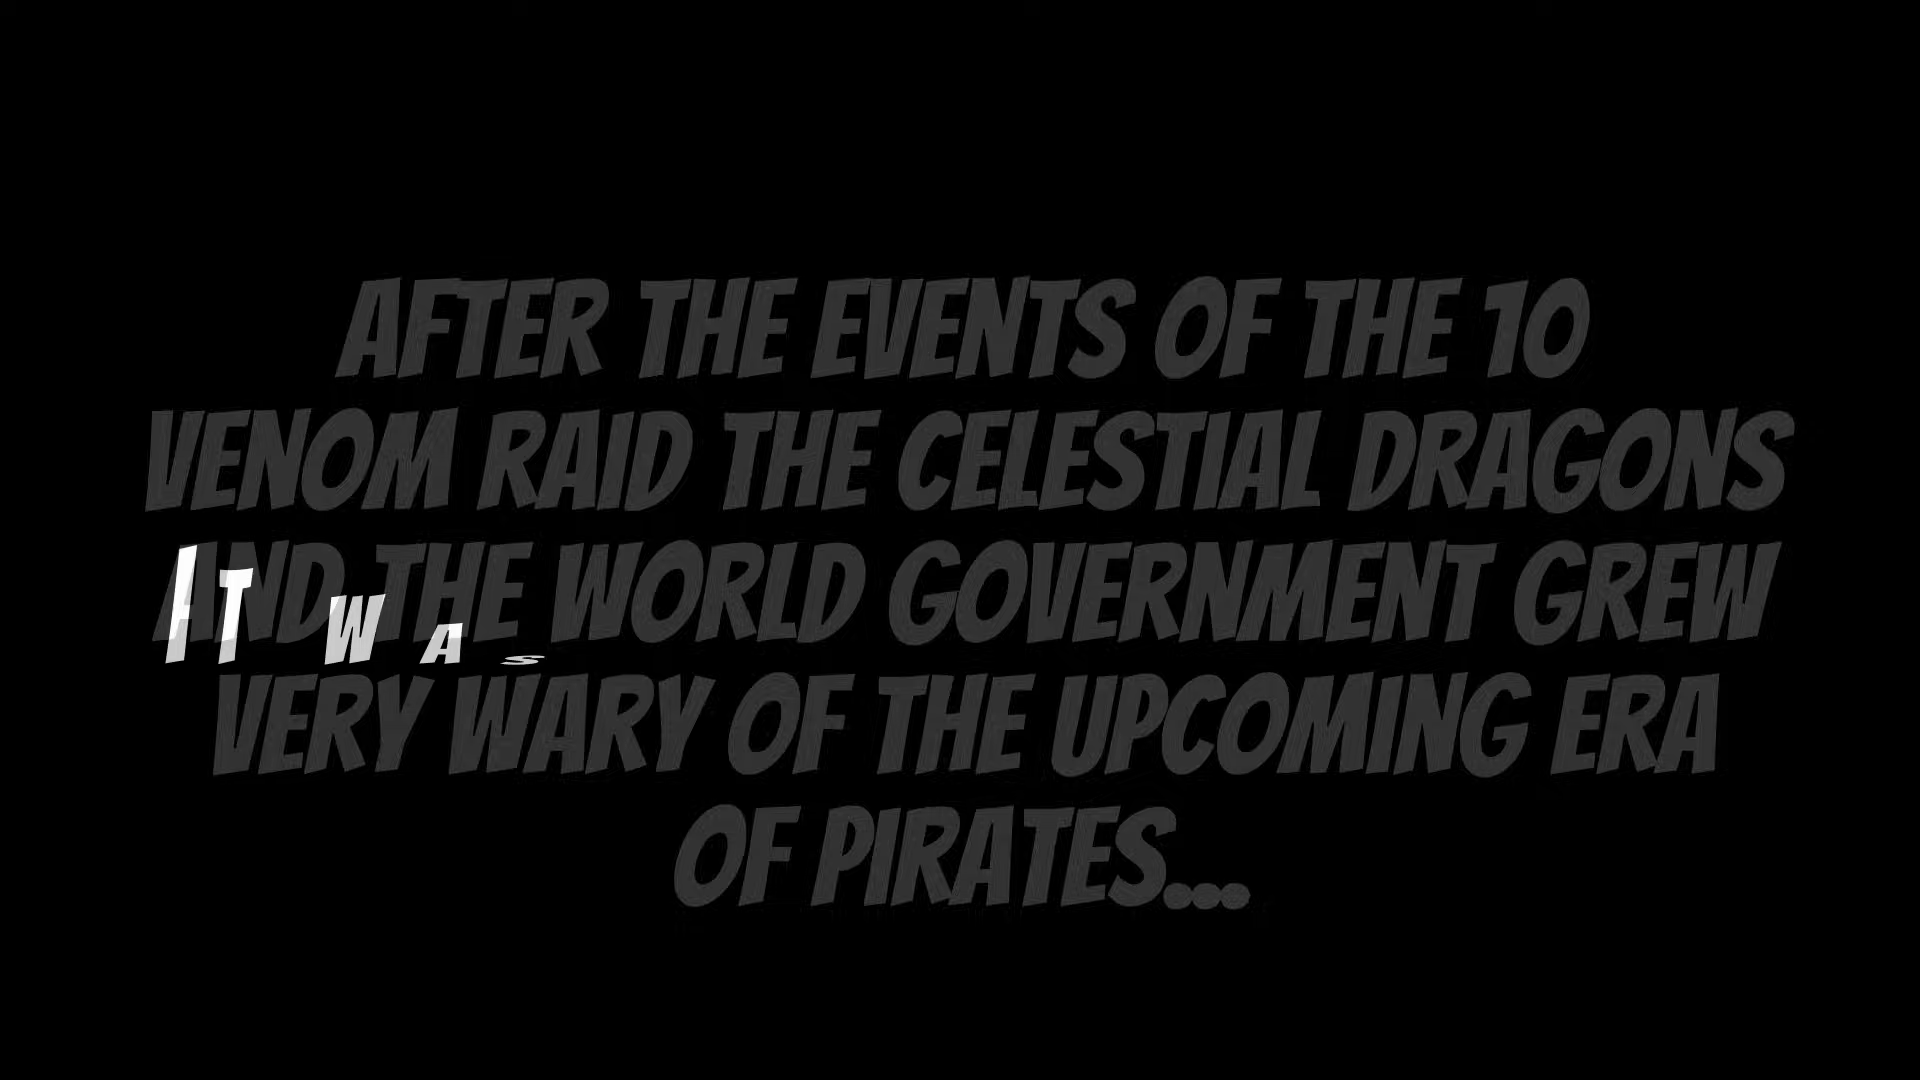 AFTER THE EVENTS OF THE 10
VENOM RAID THE CELESTIAL DRAGONS
AND THE WORLD GOVERNMENT GREW
IT WAS
VERY WARY OF THE UPCOMING ERA
OF PIRATES...